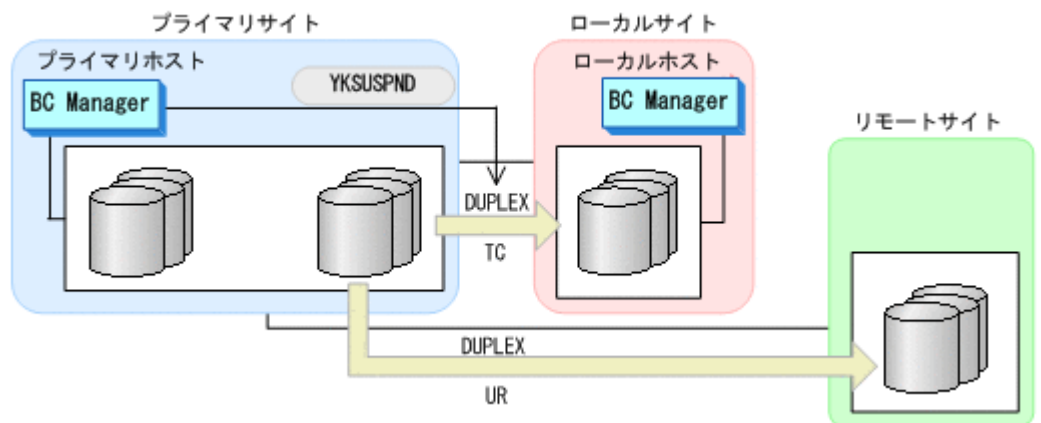 プライマリサイト
ローカルサイト
プライマリホスト
ローカルホスト
YKSUSPND
BC Manager
BC Manager
リモートサイト
DUPLEX
TC
DUPLEX
UR